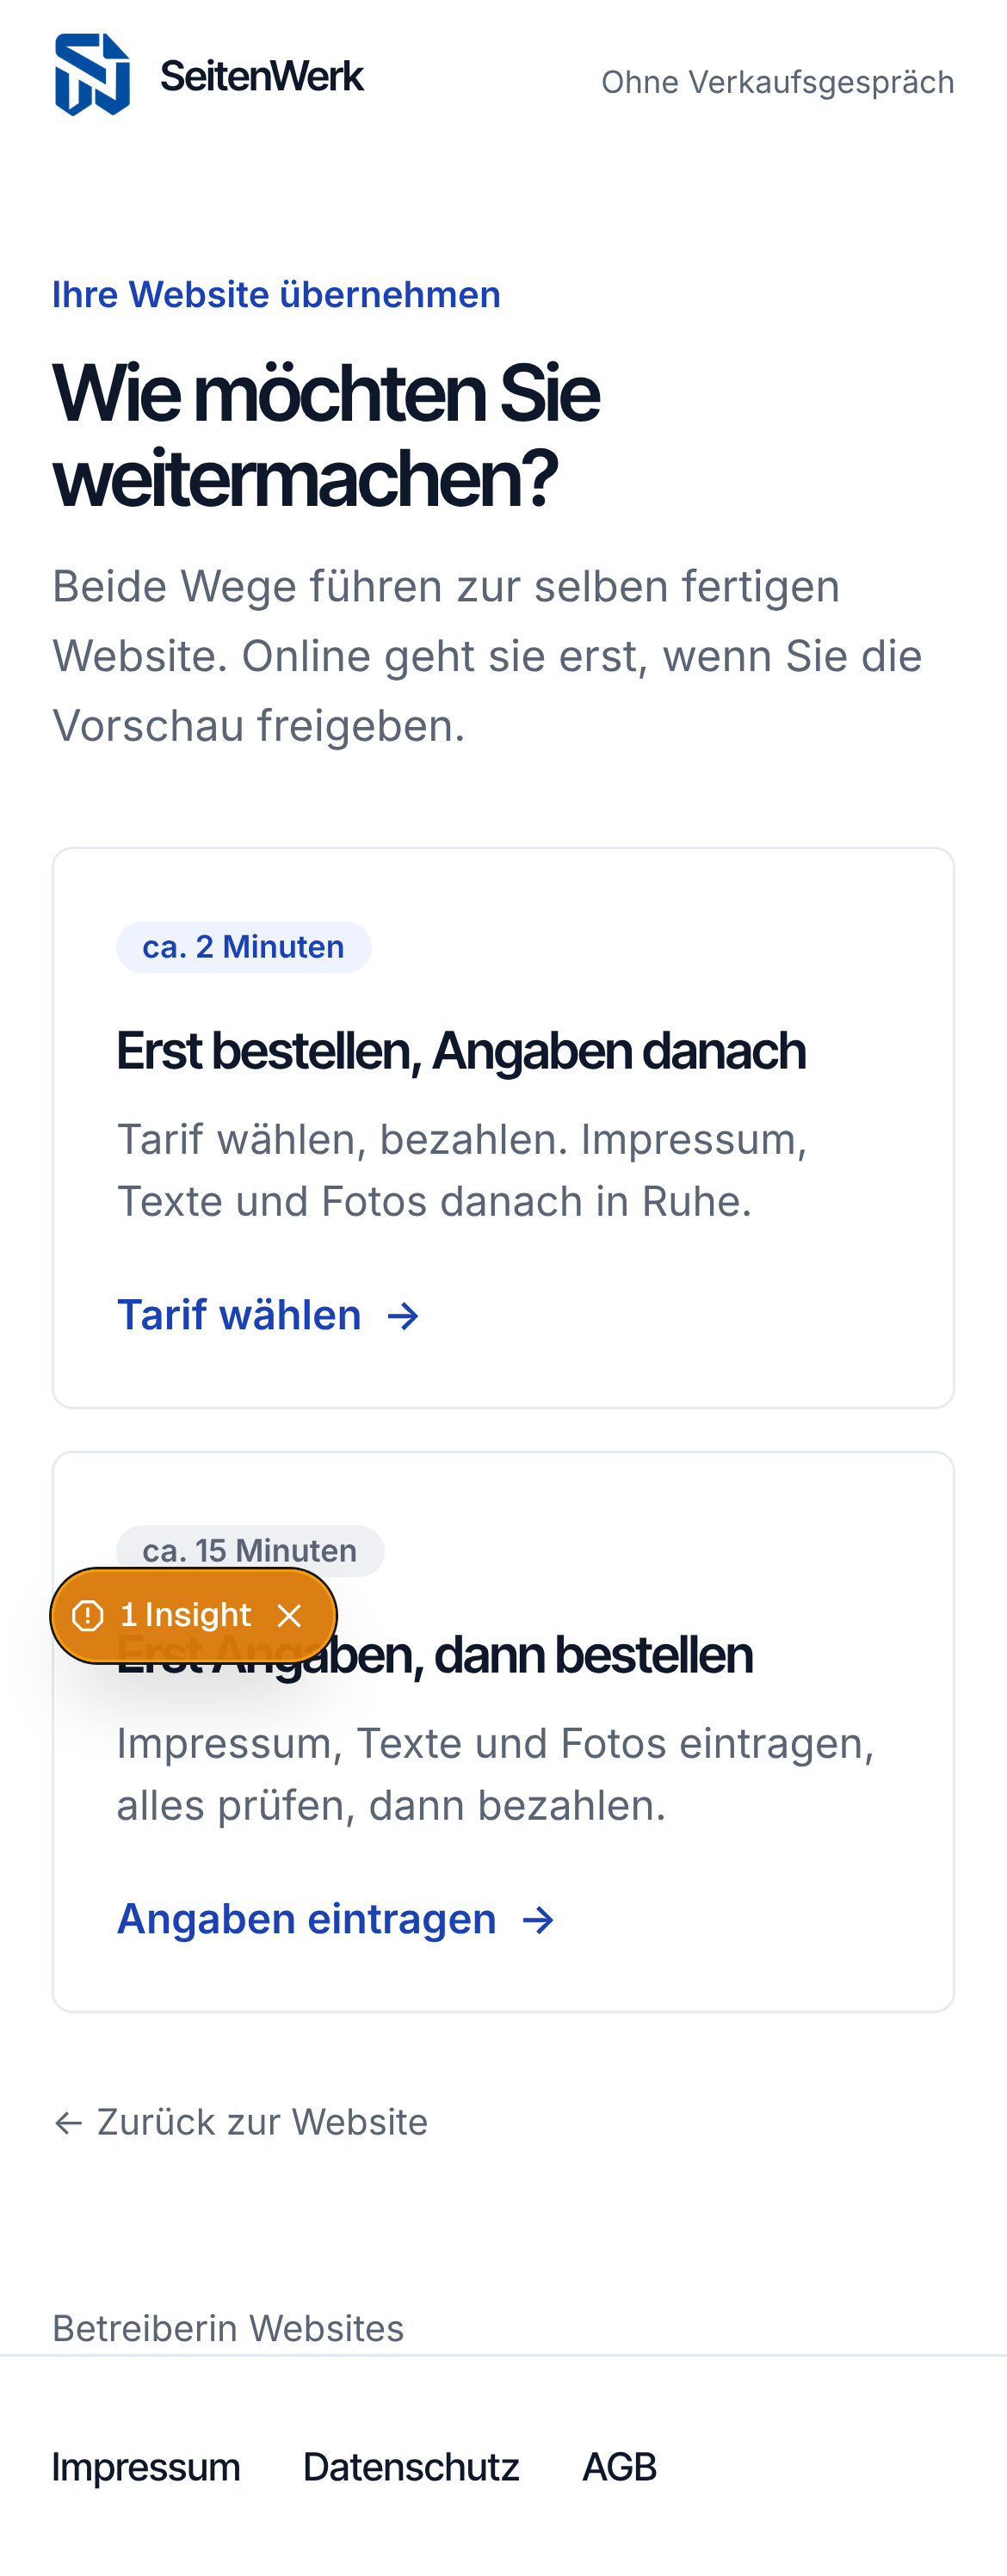 SeitenWerk
Ohne Verkaufsgespräch
Ihre Website übernehmen
Wie möchten Sie
weitermachen?
Beide Wege führen zur selben fertigen
Website. Online geht sie erst, wenn Sie die
Vorschau freigeben.
ca. 2 Minuten
Erst bestellen, Angaben danach
Tarif wählen, bezahlen. Impressum,
Texte und Fotos danach in Ruhe.
Tarif wählen →
ca. 15 Minuten
1 Insight
Erst Angaben, dann bestellen
Impressum, Texte und Fotos eintragen,
alles prüfen, dann bezahlen.
Angaben eintragen →
← Zurück zur Website
Betreiberin Websites
Impressum Datenschutz AGB